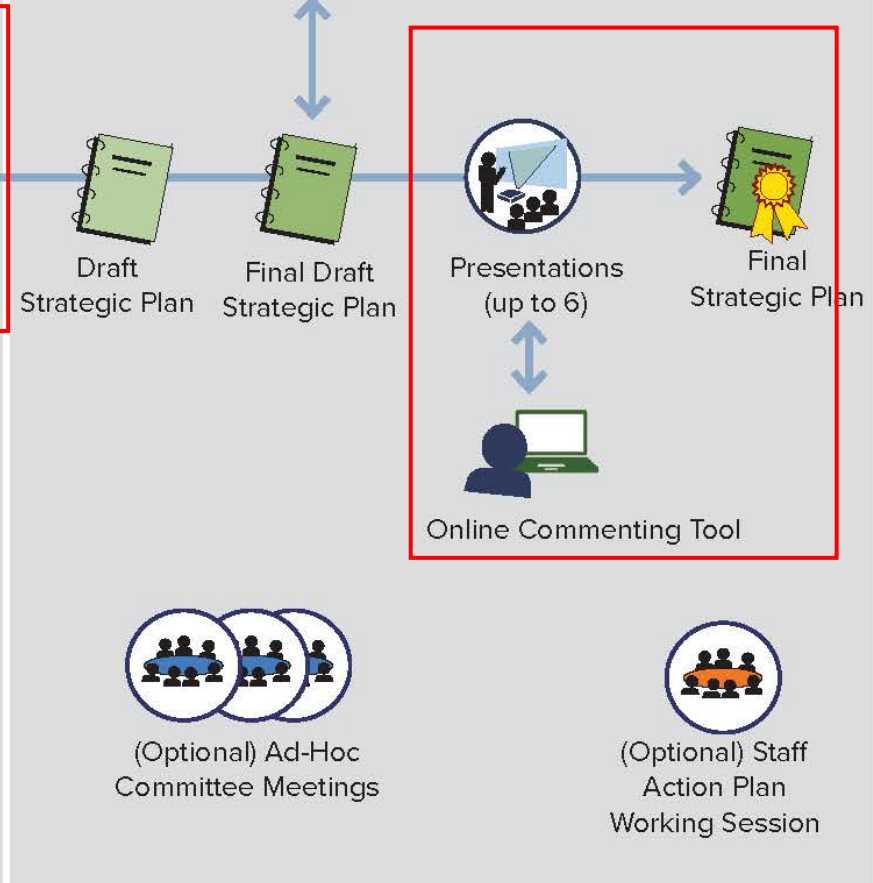 Draft
Strategic Plan
Final Draft
Strategic Plan
Presentations
(up to 6)
Final
Strategic Plan
Online Commenting Tool
(Optional) Ad-Hoc
Committee Meetings
(Optional) Staff
Action Plan
Working Session